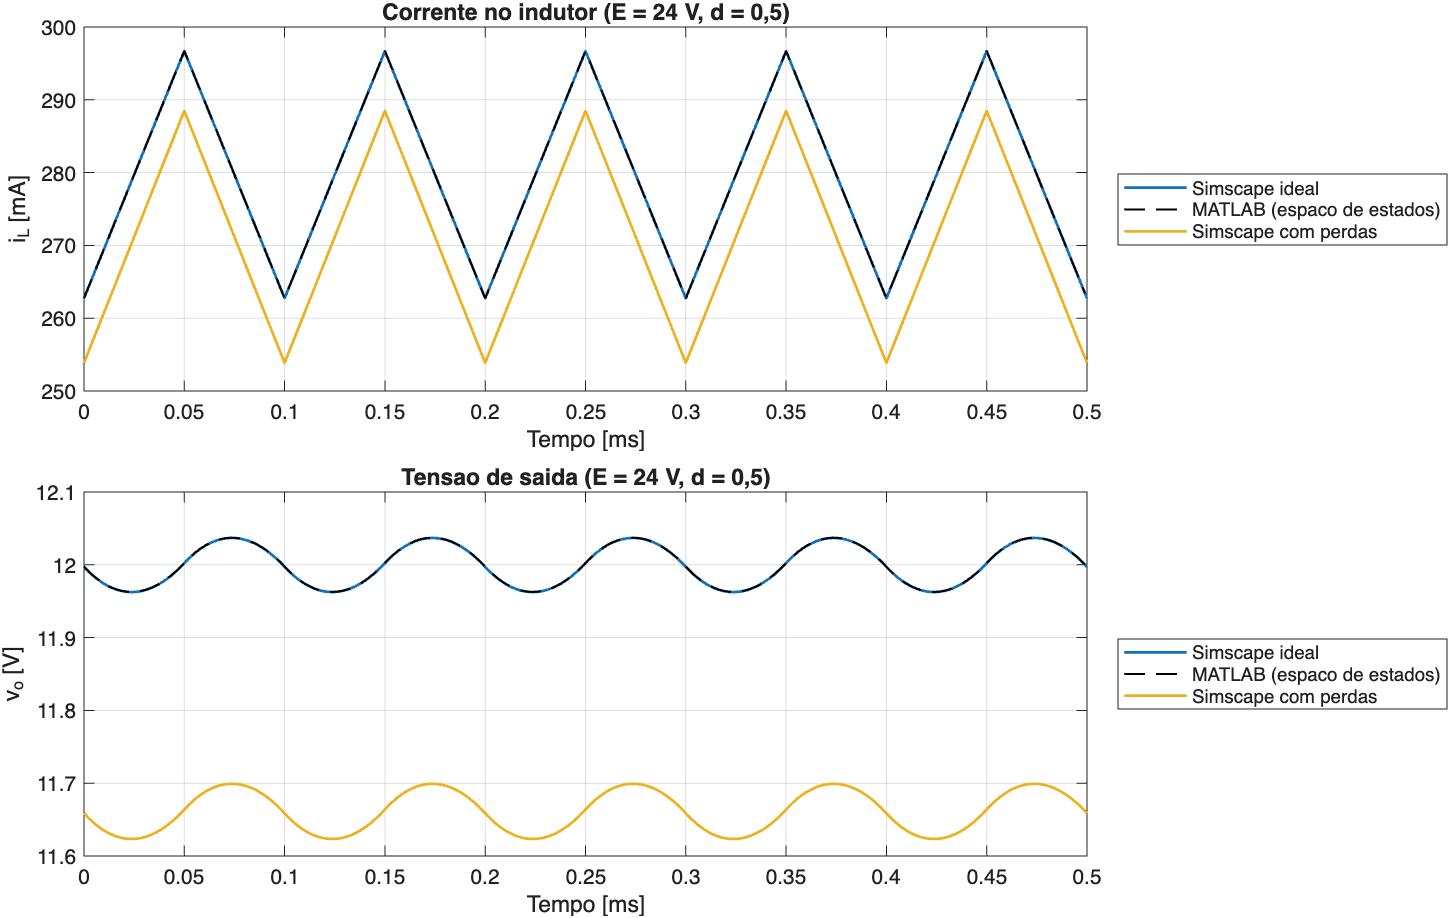 Corrente no indutor (E = 24 V, d = 0,5)
300
290
280
270
260
250
iL [mA]
0 0.05 0.1 0.15 0.2 0.25 0.3 0.35 0.4 0.45 0.5
Tempo [ms]
Simscape ideal
MATLAB (espaco de estados)
Simscape com perdas
Tensao de saida (E = 24 V, d = 0,5)
12.1
12
11.9
11.8
11.7
11.6
vo [V]
0 0.05 0.1 0.15 0.2 0.25 0.3 0.35 0.4 0.45 0.5
Tempo [ms]
Simscape ideal
MATLAB (espaco de estados)
Simscape com perdas